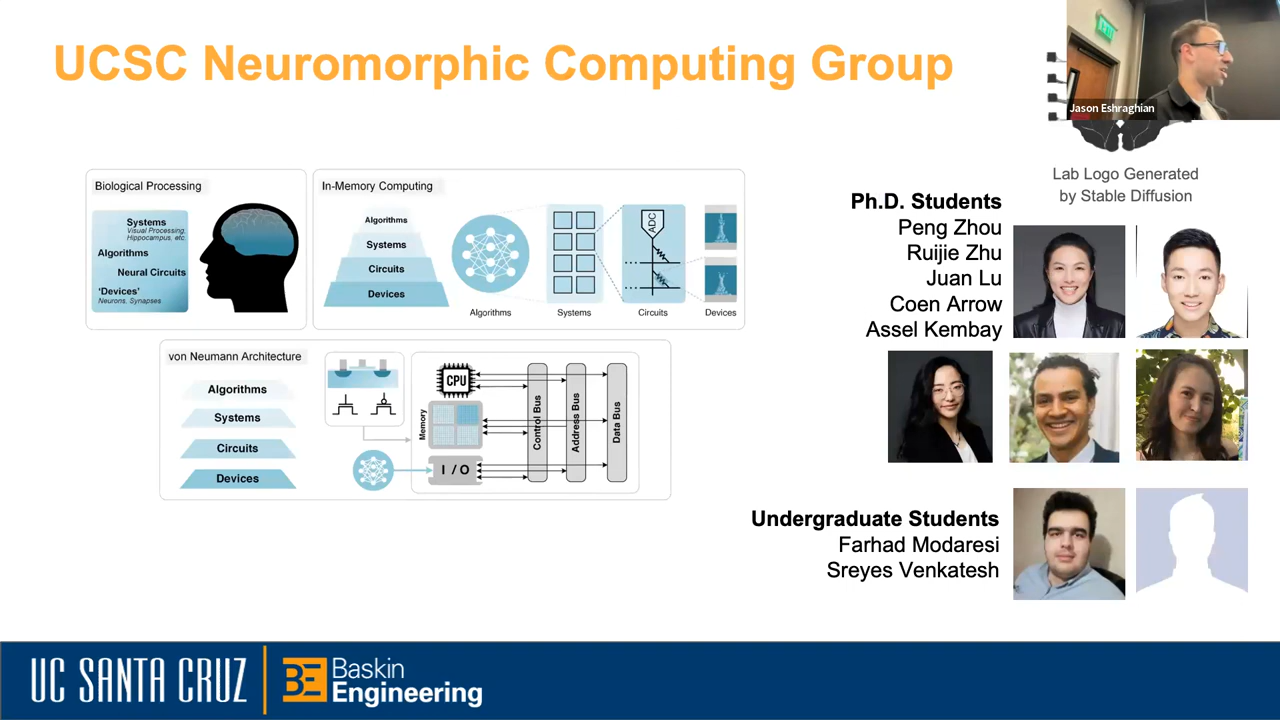 UCSC Neuromorphic Computing Group
Jason Eshraghian
Lab Logo Generated
by Stable Diffusion
Biological Processing
Systems
Visual Processing,
Hippocampus, etc
Algorithms
Neural Circuits
'Devices'
Neurons, Synapses
In-Memory Computing
Algorithms
Systems
Circuits
Devices
ADC
Algorithms
Systems
Circuits
Devices
von Neumann Architecture
Algorithms
Systems
Circuits
Devices
CPU
Memory
I / O
Control Bus
Address Bus
Data Bus
Ph.D. Students
Peng Zhou
Ruijie Zhu
Juan Lu
Coen Arrow
Assel Kembay
Undergraduate Students
Farhad Modaresi
Sreyes Venkatesh
UC SANTA CRUZ
BE
Baskin
Engineering